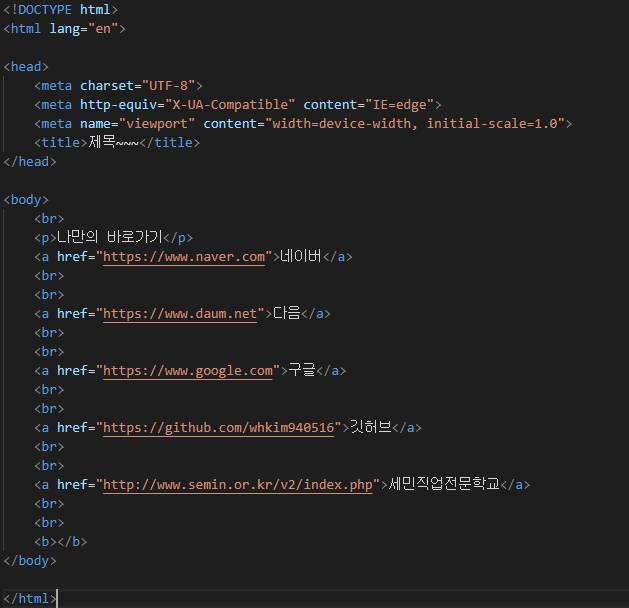 <!DOCTYPE html>
<html lang="en">
<head>
<meta charset="UTF-8">
<meta http-equiv="X-UA-Compatible" content="IE=edge">
<meta name="viewport" content="width=device-width, initial-scale=1.0">
<title>제목~~~</title>
</head>
<body>
<br>
<p>나만의 바로가기</p>
<a href="https://www.naver.com">네이버</a>
<br>
<br>
<a href="https://www.daum.net">다음</a>
<br>
<br>
<a href="https://www.google.com">구글</a>
<br>
<br>
<a href="https://github.com/whkim940516">깃허브</a>
<br>
<br>
<a href="http://www.semin.or.kr/v2/index.php">세민직업전문학교</a>
<br>
<br>
<b></b>
</body>
</html>